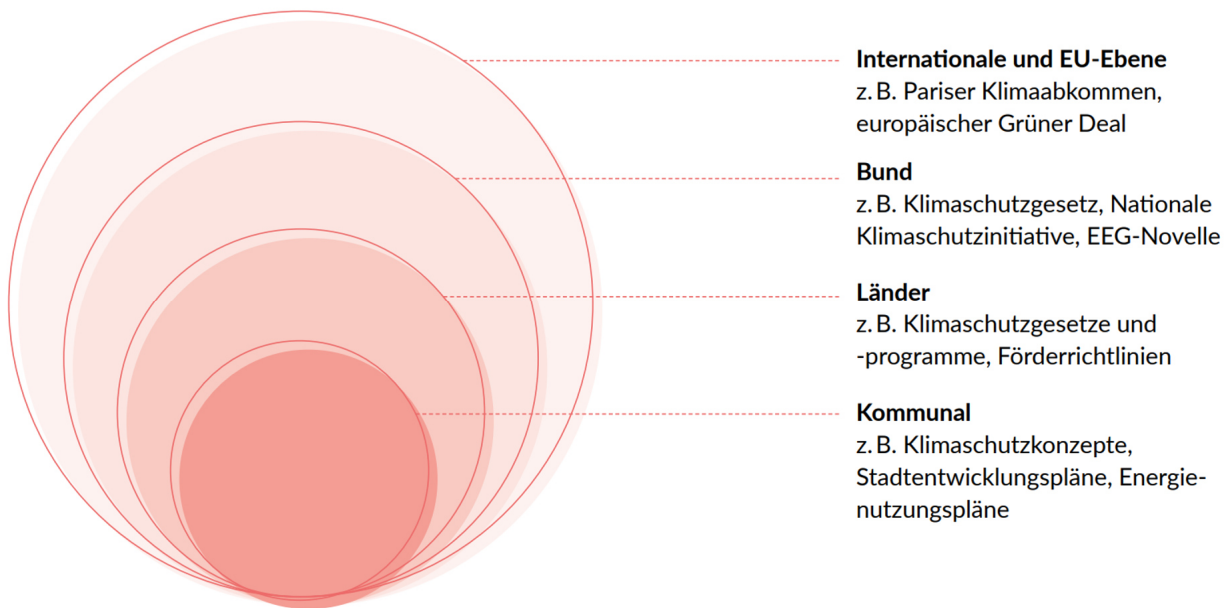 Internationale und EU-Ebene
z. B. Pariser Klimaabkommen,
europäischer Grüner Deal
Bund
z. B. Klimaschutzgesetz, Nationale
Klimaschutzinitiative, EEG-Novelle
Länder
z. B. Klimaschutzgesetze und
-programme, Förderrichtlinien
Kommunal
z. B. Klimaschutzkonzepte,
Stadtentwicklungspläne, Energie-
nutzungspläne